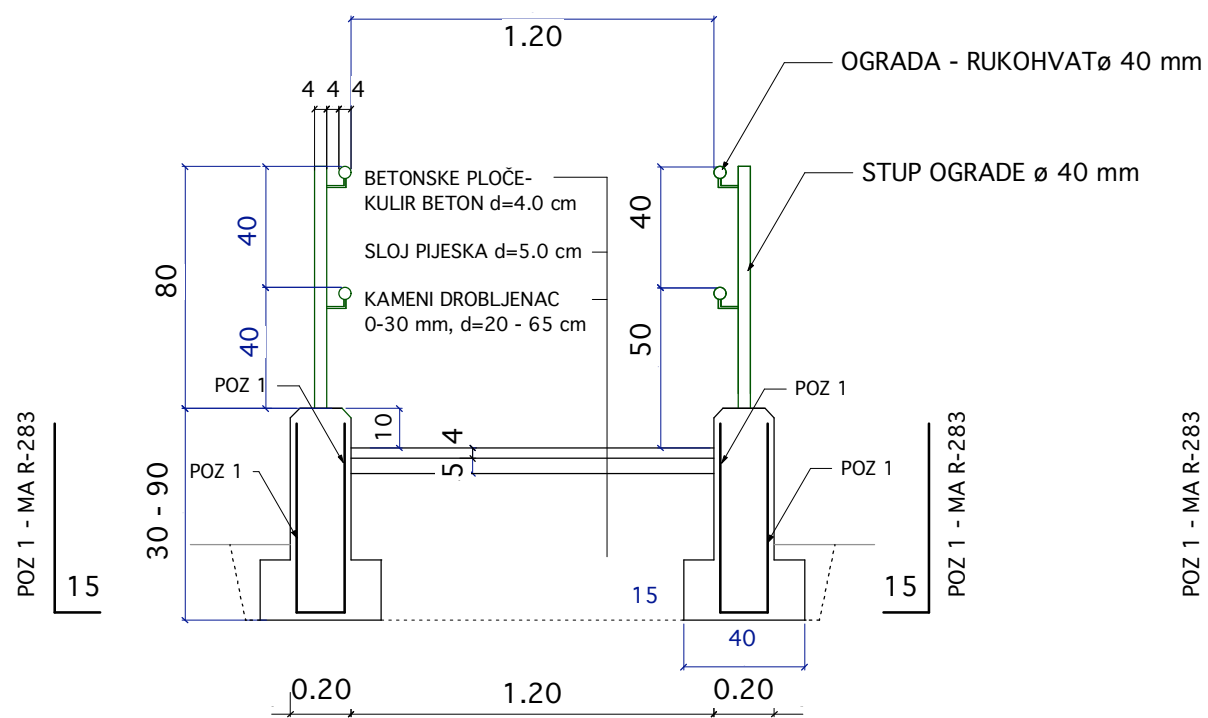 1.20
OGRADA - RUKOHVATø 40 mm
4 4 4
BETONSKE PLOČE-
KULIR BETON d=4.0 cm
STUP OGRADE ø 40 mm
SLOJ PIJESKA d=5.0 cm
KAMENI DROBLJENAC
0-30 mm, d=20 - 65 cm
80
40
40
40
50
POZ 1
POZ 1
10
4
5
POZ 1
POZ 1
30 - 90
POZ 1 - MA R-283
15
15
40
15
POZ 1 - MA R-283
POZ 1 - MA R-283
0.20
1.20
0.20